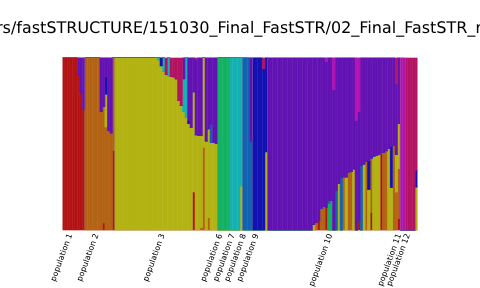 rs/fastSTRUCTURE/151030_Final_FastSTR/02_Final_FastSTR_r
population 1
population 2
population 3
population 6
population 7
population 8
population 9
population 10
population 11
population 12